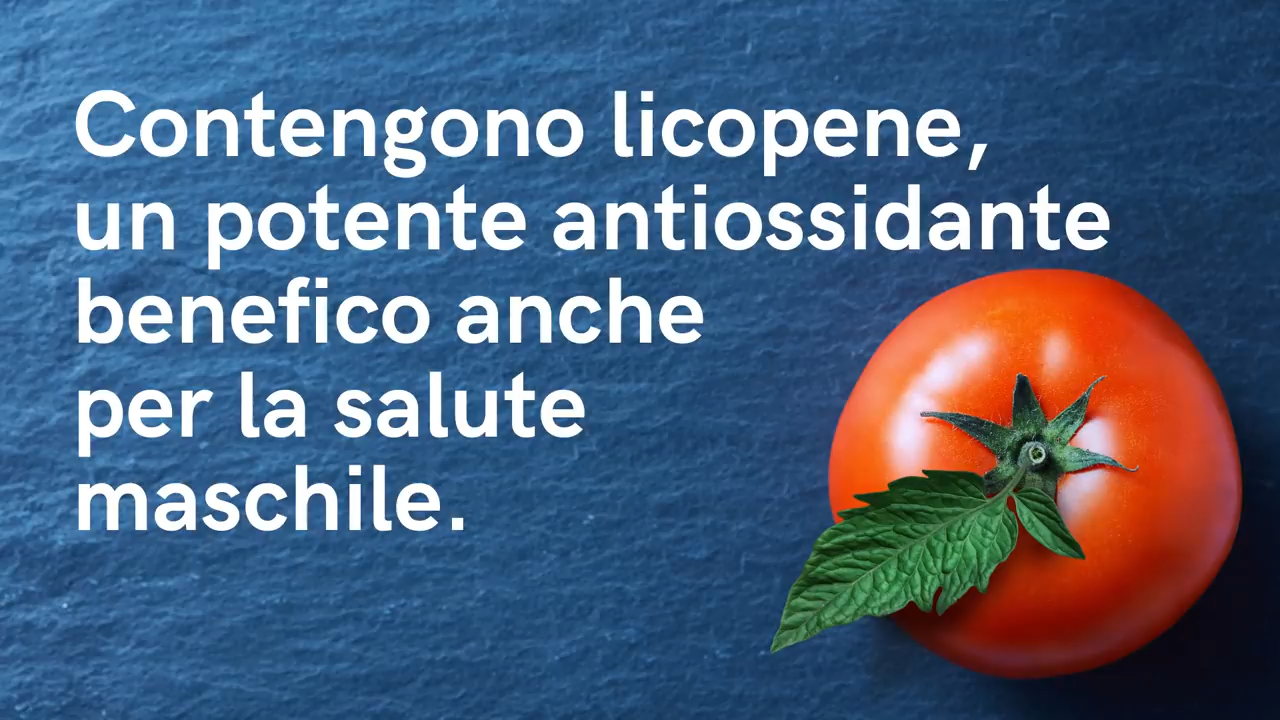 Contengono licopene,
un potente antiossidante
benefico anche
per la salute
maschile.